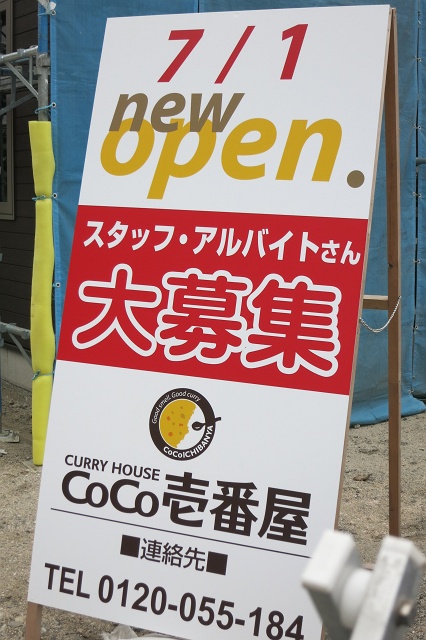 7/1
new
open.
スタッフ・アルバイトさん
大募集
Good smell, Good curry
CoCoICHIBANYA
CURRY HOUSE
CoCo壱番屋
■連絡先■
TEL 0120-055-184